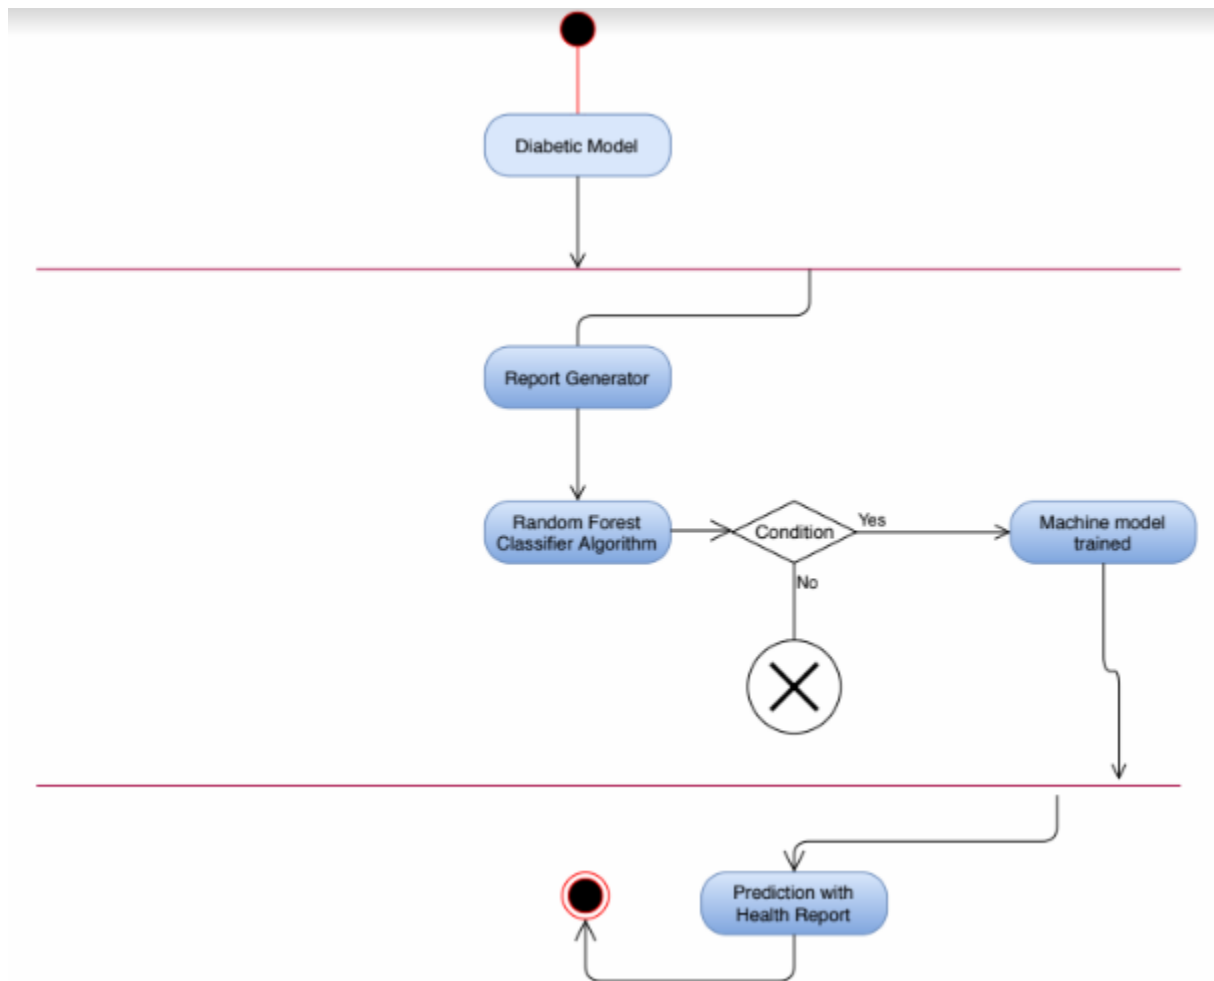 Diabetic Model
Report Generator
Random Forest
Classifier Algorithm
Condition
Yes
Machine model
trained
No
Prediction with
Health Report